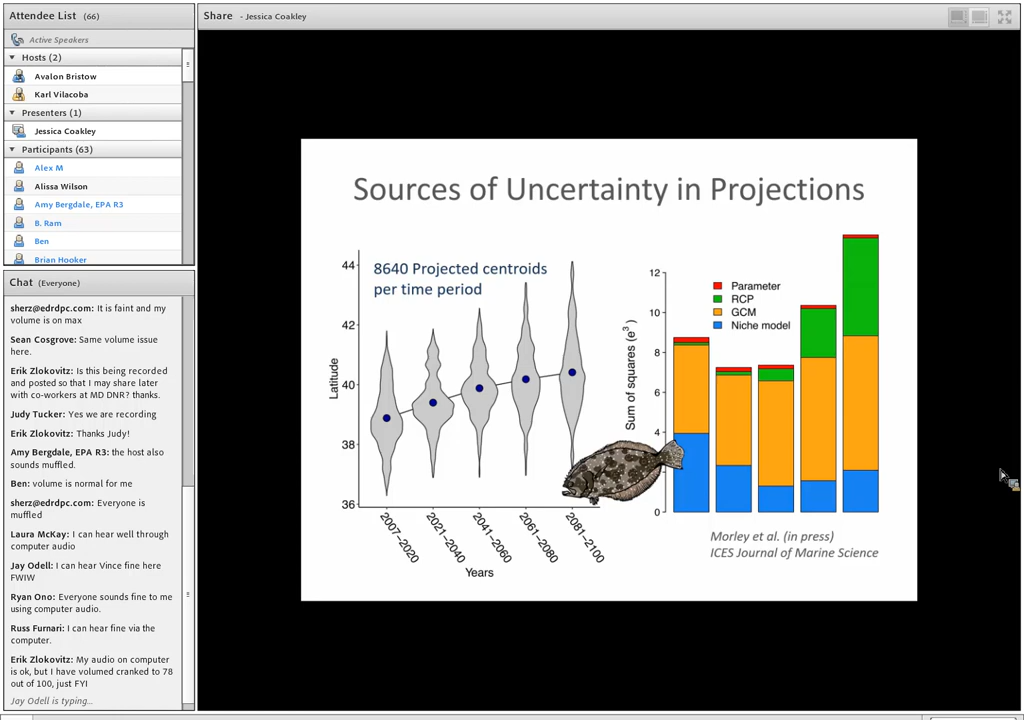 Attendee List (66)
Active Speakers
Hosts (2)
Avalon Bristow
Karl Vilacoba
Presenters (1)
Jessica Coakley
Participants (63)
Alex M
Alissa Wilson
Amy Bergdale, EPA R3
B. Ram
Ben
Brian Hooker
Chat (Everyone)
sherz@edrdpc.com: It is faint and my
volume is on max
Sean Cosgrove: Same volume issue
here.
Erik Zlokovitz: Is this being recorded
and posted so that I may share later
with co-workers at MD DNR? thanks.
Judy Tucker: Yes we are recording
Erik Zlokovitz: Thanks Judy!
Amy Bergdale, EPA R3: the host also
sounds muffled.
Ben: volume is normal for me
sherz@edrdpc.com: Everyone is
muffled
Laura McKay: I can hear well through
computer audio
Jay Odell: I can hear Vince fine here
FWIW
Ryan Ono: Everyone sounds fine to me
using computer audio.
Russ Furnari: I can hear fine via the
computer.
Erik Zlokovitz: My audio on computer
is ok, but I have volumed cranked to 78
out of 100, just FYI
Jay Odell is typing...
Share - Jessica Coakley
Sources of Uncertainty in Projections
8640 Projected centroids
per time period
Latitude
44
42
40
38
36
2007–2020
2021–2040
2041–2060
2061–2080
2081–2100
Years
Sum of squares (e³ )
12
10
8
6
4
0
Parameter
RCP
GCM
Niche model
Morley et al. (in press)
ICES Journal of Marine Science